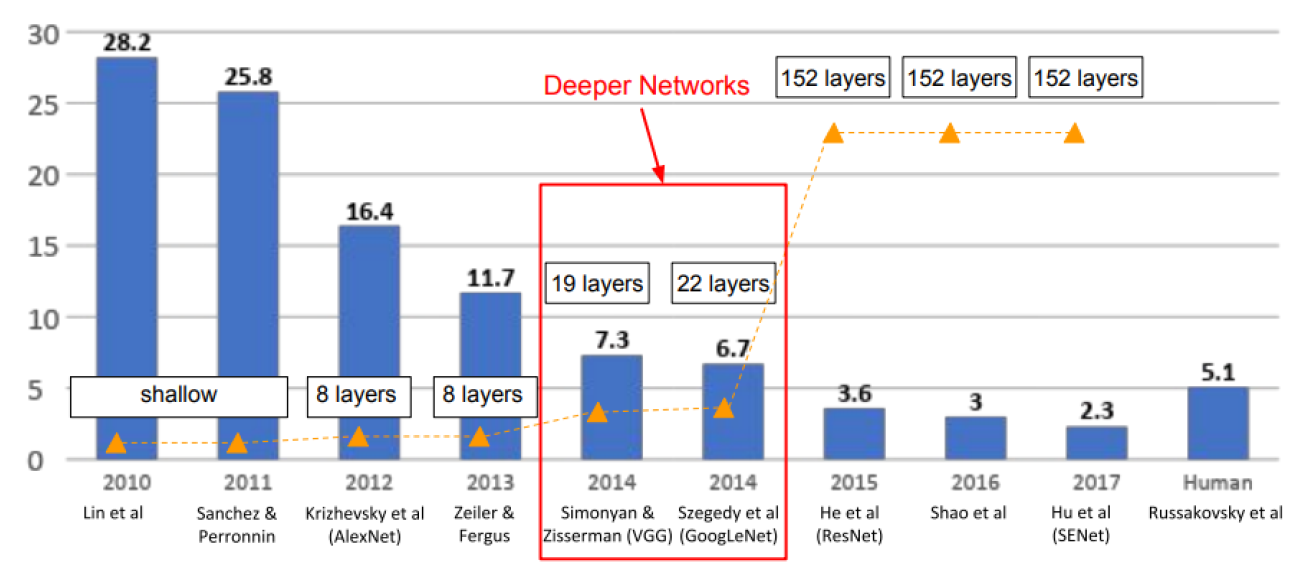 30
28.2
25.8
Deeper Networks
152 layers
152 layers
152 layers
25
20
16.4
15
11.7
19 layers
22 layers
10
7.3
6.7
shallow
8 layers
8 layers
5
3.6
3
2.3
5.1
0
2010
2011
2012
2013
2014
2014
2015
2016
2017
Human
Lin et al
Sanchez &
Perronnin
Krizhevsky et al
(AlexNet)
Zeiler &
Fergus
Simonyan &
Zisserman (VGG)
Szegedy et al
(GoogLeNet)
He et al
(ResNet)
Shao et al
Hu et al
(SENet)
Russakovsky et al